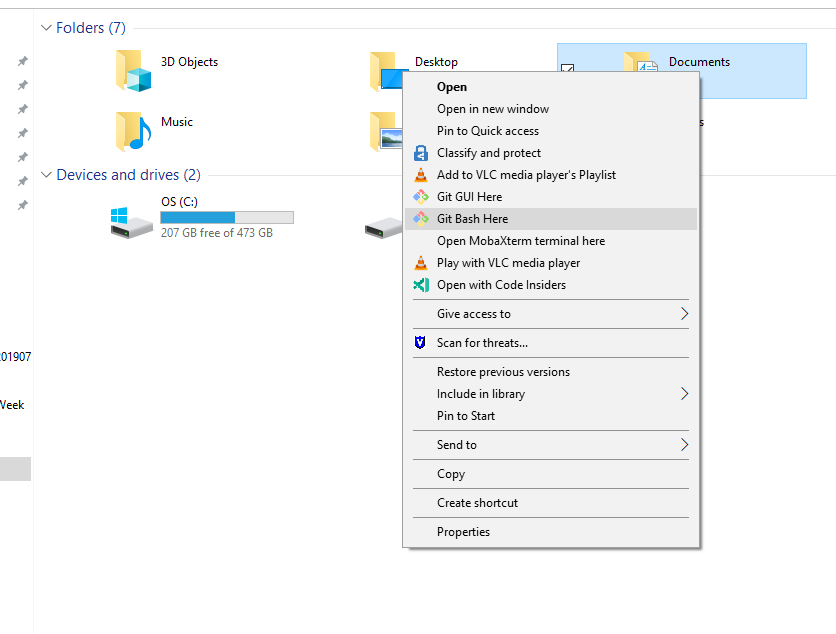 Folders (7)
3D Objects
Desktop
Documents
Music
Devices and drives (2)
OS (C:)
207 GB free of 473 GB
201907
Week
Open
Open in new window
Pin to Quick access
Classify and protect
Add to VLC media player's Playlist
Git GUI Here
Git Bash Here
Open MobaXterm terminal here
Play with VLC media player
Open with Code Insiders
Give access to
Scan for threats...
Restore previous versions
Include in library
Pin to Start
Send to
Copy
Create shortcut
Properties